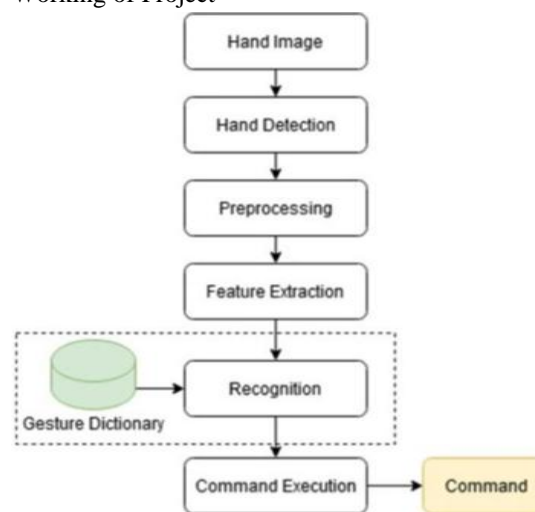 Working of Project
Hand Image
Hand Detection
Preprocessing
Feature Extraction
Recognition
Gesture Dictionary
Command Execution
Command